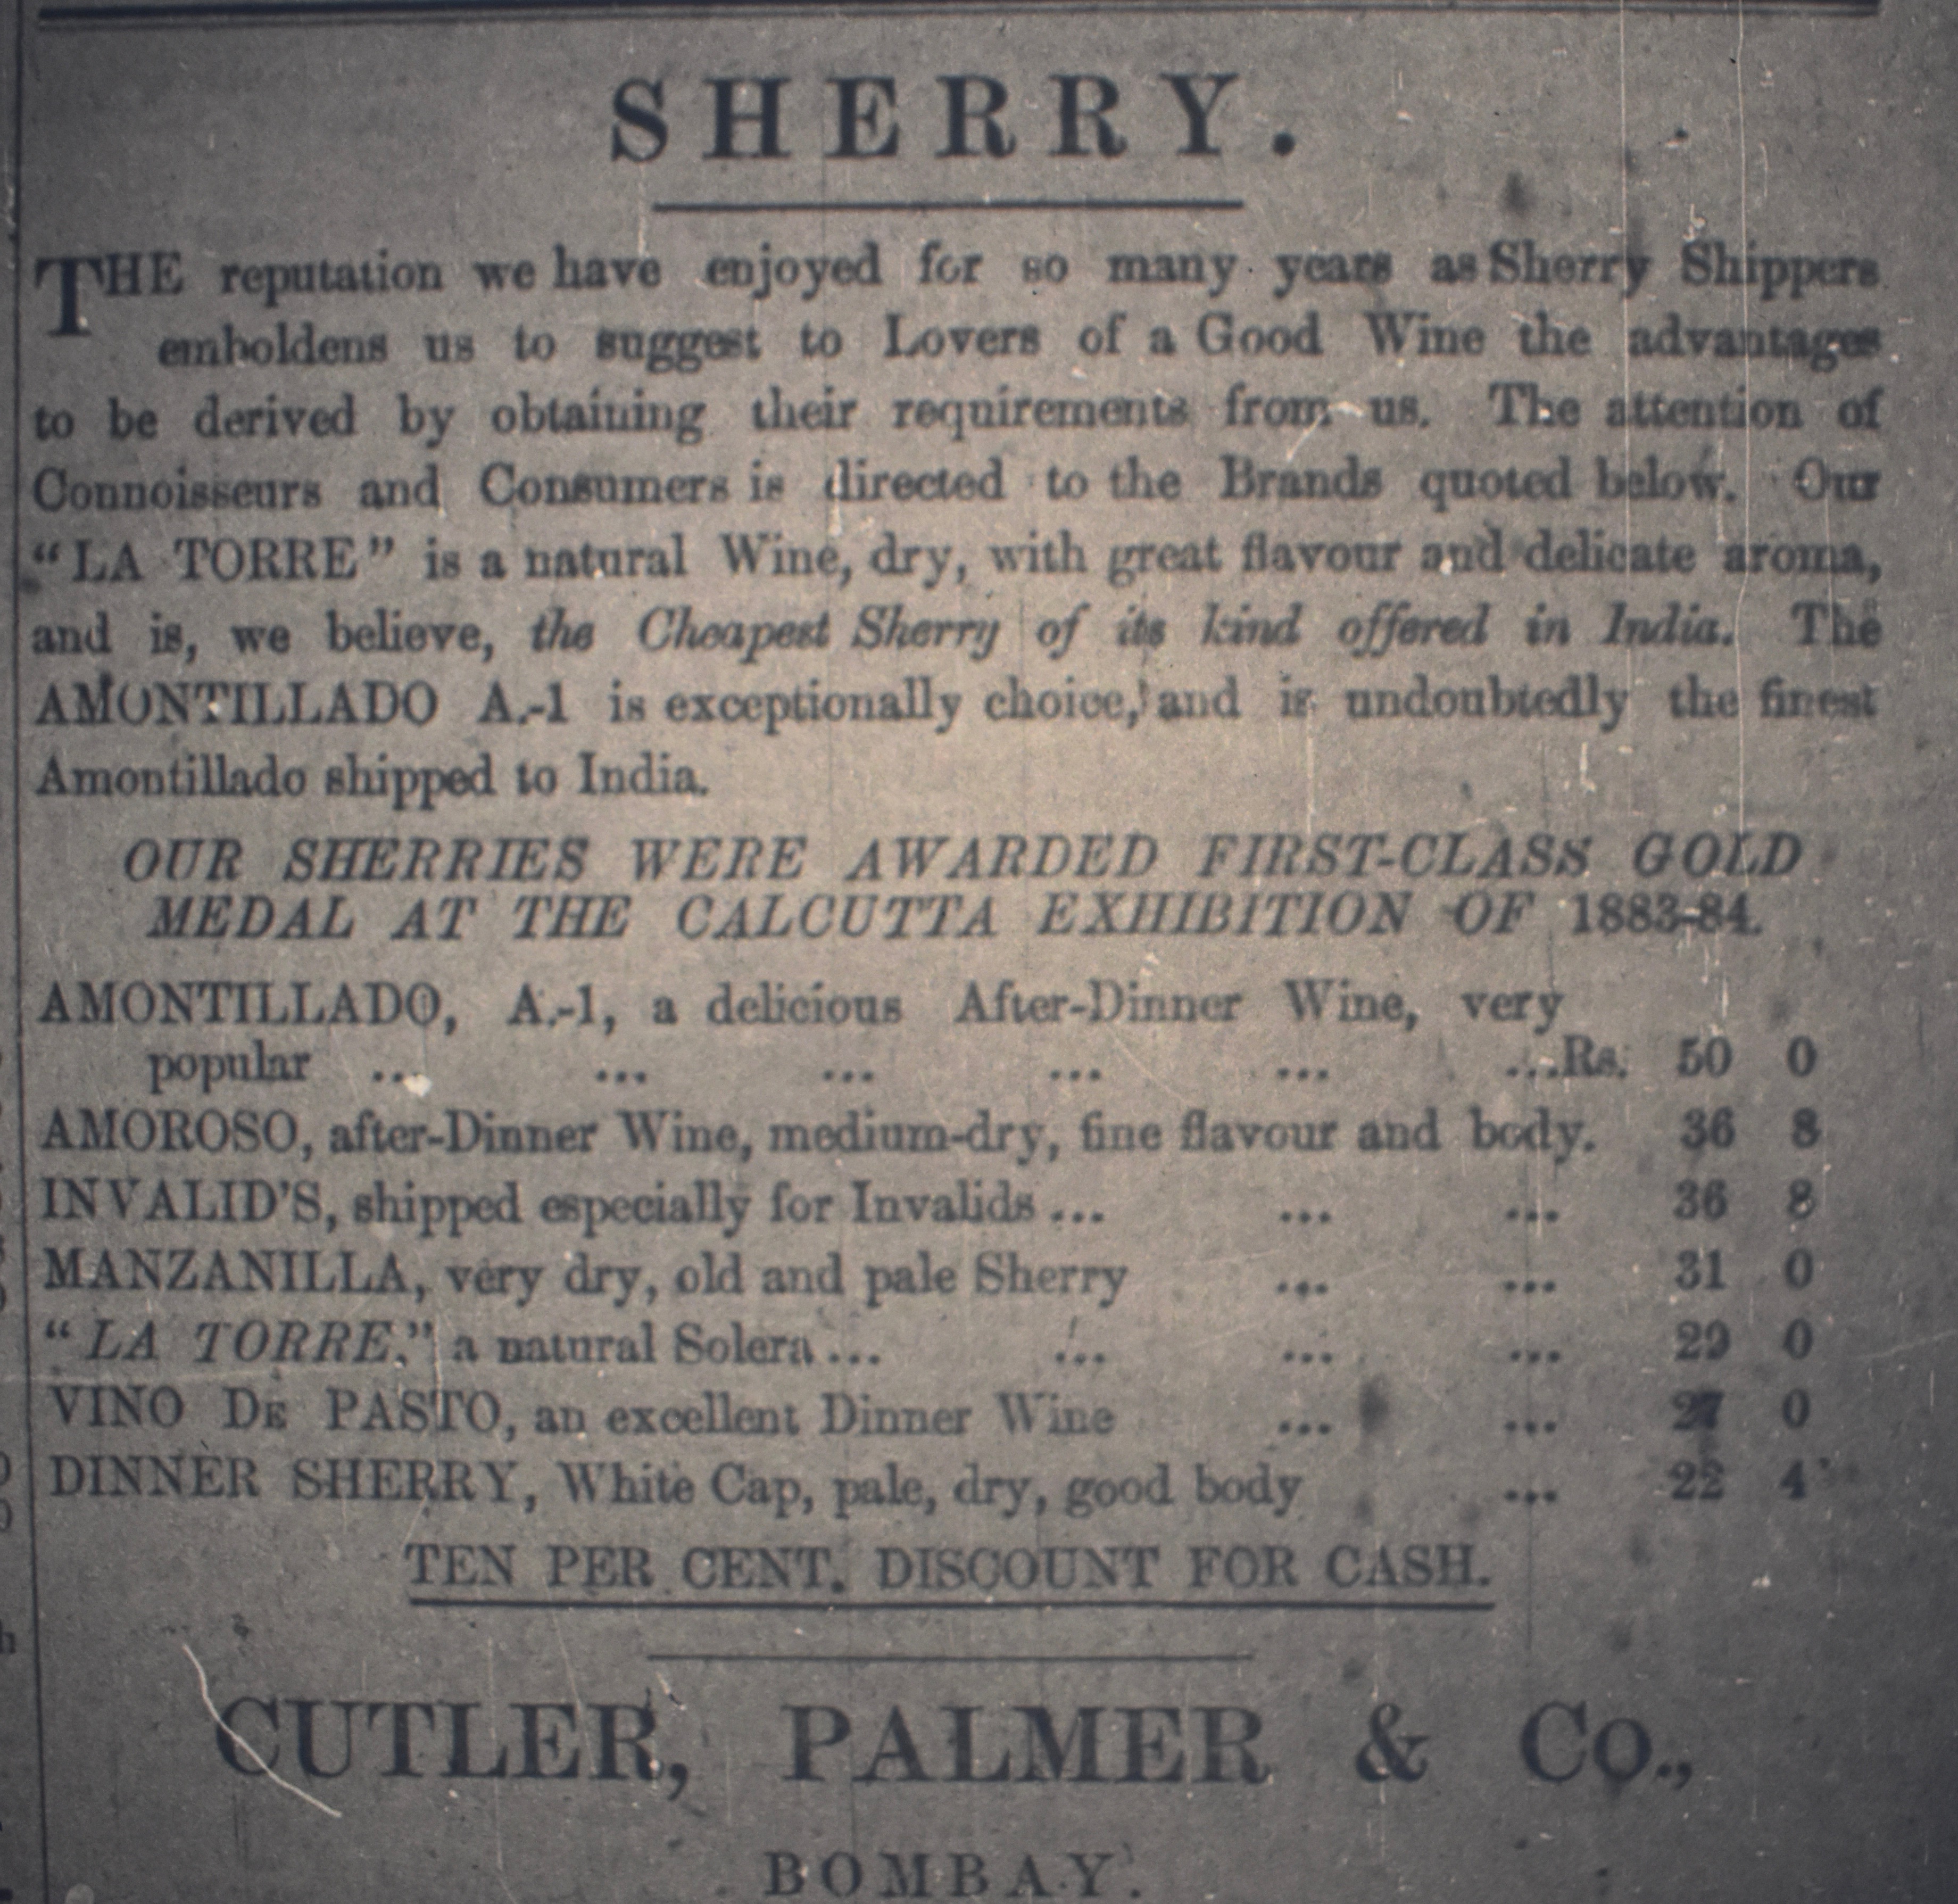 SHERRY.
THE reputation we have enjoyed for so many years as Sherry Shippers
emboldens us to suggest to Lovers of a Good Wine the advantages
to be derived by obtaining their requirements from us. The attention of
Connoisseurs and Consumers is directed to the Brands quoted below. Our
“LA TORRE” is a natural Wine, dry, with great flavour and delicate aroma,
and is, we believe, the Cheapest Sherry of its kind offered in India. The
AMONTILLADO A.-1 is exceptionally choice, and is undoubtedly the finest
Amontillado shipped to India.
OUR SHERRIES WERE AWARDED FIRST-CLASS GOLD
MEDAL AT THE CALCUTTA EXHIBITION OF 1883-84.
AMONTILLADO, A.-1, a delicious After-Dinner Wine, very
popular ... ... ... ... ... ...Rs. 50 0
AMOROSO, after-Dinner Wine, medium-dry, fine flavour and body. 36 8
INVALID'S, shipped especially for Invalids... ... ... 36 8
MANZANILLA, very dry, old and pale Sherry ... ... 31 0
“LA TORRE,” a natural Solera... ... ... ... 29 0
VINO DE PASTO, an excellent Dinner Wine ... ... 27 0
DINNER SHERRY, White Cap, pale, dry, good body ... 22 4
TEN PER CENT. DISCOUNT FOR CASH.
CUTLER, PALMER & Co.,
BOMBAY.